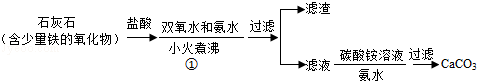 石灰石
(含少量铁的氧化物)
盐酸
双氧水和氨水
小火煮沸
①
过滤
滤渣
滤液
碳酸铵溶液
氨水
过滤
CaCO₃